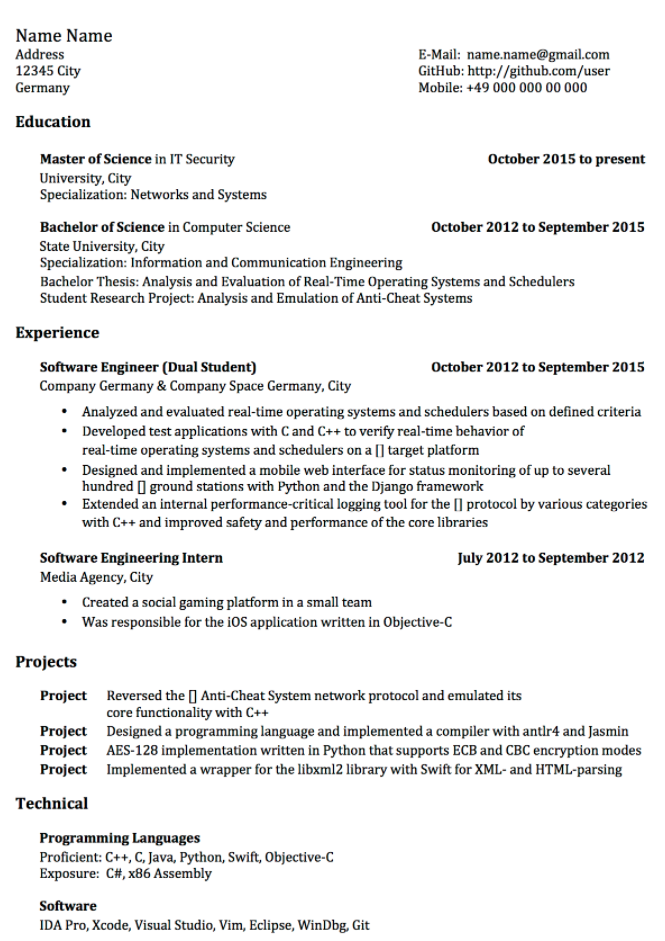 Name Name
Address
12345 City
Germany
E-Mail: name.name@gmail.com
GitHub: http://github.com/user
Mobile: +49 000 000 00 000
Education
Master of Science in IT Security October 2015 to present
University, City
Specialization: Networks and Systems
Bachelor of Science in Computer Science October 2012 to September 2015
State University, City
Specialization: Information and Communication Engineering
Bachelor Thesis: Analysis and Evaluation of Real-Time Operating Systems and Schedulers
Student Research Project: Analysis and Emulation of Anti-Cheat Systems
Experience
Software Engineer (Dual Student) October 2012 to September 2015
Company Germany & Company Space Germany, City
• Analyzed and evaluated real-time operating systems and schedulers based on defined criteria
• Developed test applications with C and C++ to verify real-time behavior of
real-time operating systems and schedulers on a [] target platform
• Designed and implemented a mobile web interface for status monitoring of up to several
hundred [] ground stations with Python and the Django framework
• Extended an internal performance-critical logging tool for the [] protocol by various categories
with C++ and improved safety and performance of the core libraries
Software Engineering Intern July 2012 to September 2012
Media Agency, City
• Created a social gaming platform in a small team
• Was responsible for the iOS application written in Objective-C
Projects
Project Reversed the [] Anti-Cheat System network protocol and emulated its
core functionality with C++
Project Designed a programming language and implemented a compiler with antlr4 and Jasmin
Project AES-128 implementation written in Python that supports ECB and CBC encryption modes
Project Implemented a wrapper for the libxml2 library with Swift for XML- and HTML-parsing
Technical
Programming Languages
Proficient: C++, C, Java, Python, Swift, Objective-C
Exposure: C#, x86 Assembly
Software
IDA Pro, Xcode, Visual Studio, Vim, Eclipse, WinDbg, Git